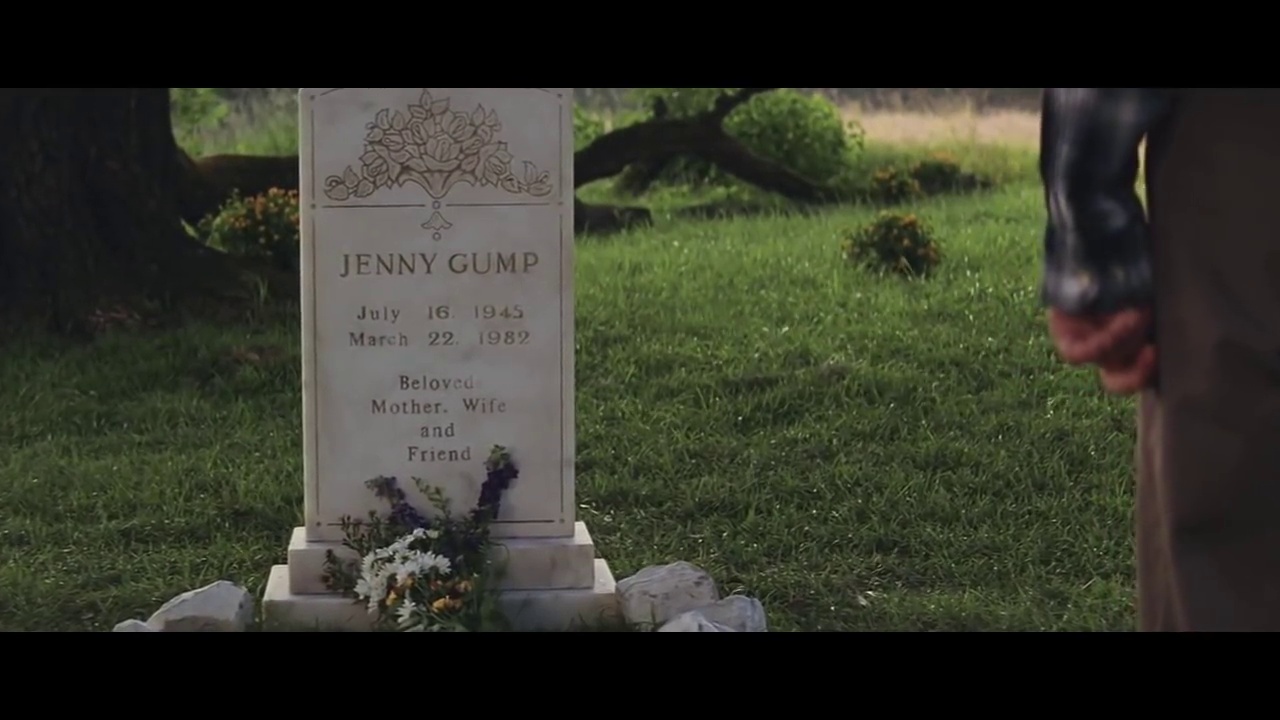 JENNY GUMP
July 16. 1945
March 22. 1982
Beloved
Mother. Wife
and
Friend